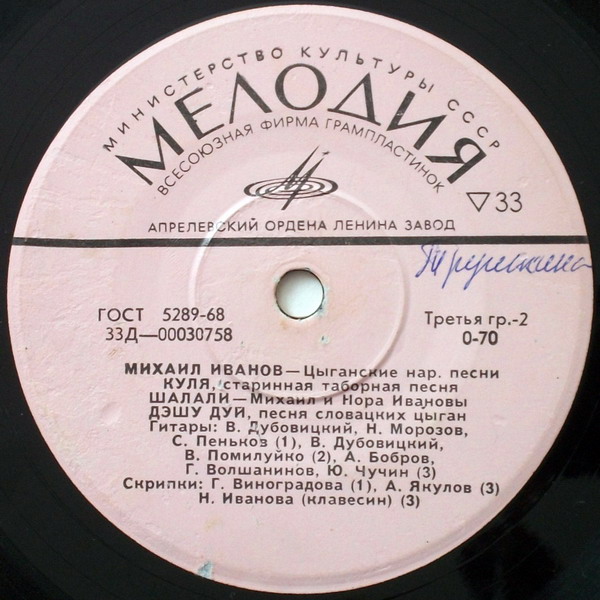 МИНИСТЕРСТВО КУЛЬТУРЫ СССР
МЕЛОДИЯ
ВСЕСОЮЗНАЯ ФИРМА ГРАМПЛАСТИНОК
▽33
АПРЕЛЕВСКИЙ ОРДЕНА ЛЕНИНА ЗАВОД
ГОСТ 5289-68
33Д—00030758
Третья гр.-2
0-70
МИХАИЛ ИВАНОВ—Цыганские нар. песни
КУЛЯ, старинная таборная песня
ШАЛАЛИ—Михаил и Нора Ивановы
ДЭШУ ДУЙ, песня словацких цыган
Гитары: В. Дубовицкий, Н. Морозов,
С. Пеньков (1), В. Дубовицкий,
В. Помилуйко (2), А. Бобров,
Г. Волшанинов, Ю. Чучин (3)
Скрипки: Г. Виноградова (1), А. Якулов (3)
Н. Иванова (клавесин) (3)